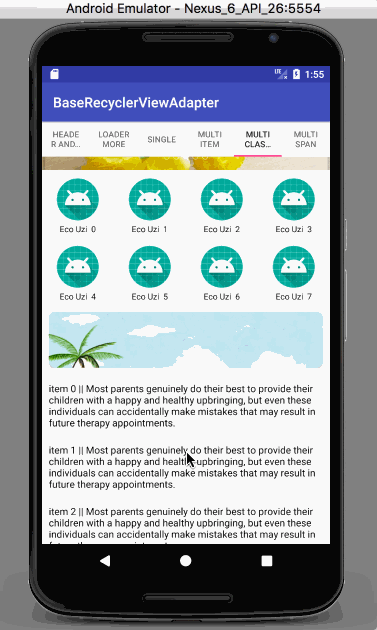 Android Emulator - Nexus_6_API_26:5554
LTE 1:55
BaseRecyclerViewAdapter
HEADE
R AND...
LOADER
MORE
SINGLE
MULTI
ITEM
MULTI
CLAS...
MULTI
SPAN
Eco Uzi 0 Eco Uzi 1 Eco Uzi 2 Eco Uzi 3
Eco Uzi 4 Eco Uzi 5 Eco Uzi 6 Eco Uzi 7
item 0 || Most parents genuinely do their best to provide their
children with a happy and healthy upbringing, but even these
individuals can accidentally make mistakes that may result in
future therapy appointments.
item 1 || Most parents genuinely do their best to provide their
children with a happy and healthy upbringing, but even these
individuals can accidentally make mistakes that may result in
future therapy appointments.
item 2 || Most parents genuinely do their best to provide their
children with a happy and healthy upbringing, but even these
individuals can accidentally make mistakes that may result in